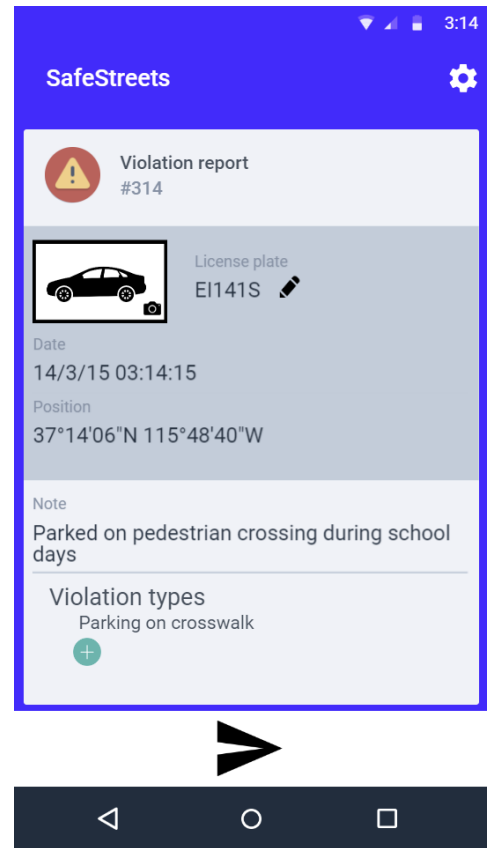 3:14
SafeStreets
Violation report
#314
License plate
EI141S
Date
14/3/15 03:14:15
Position
37°14'06"N 115°48'40"W
Note
Parked on pedestrian crossing during school
days
Violation types
Parking on crosswalk